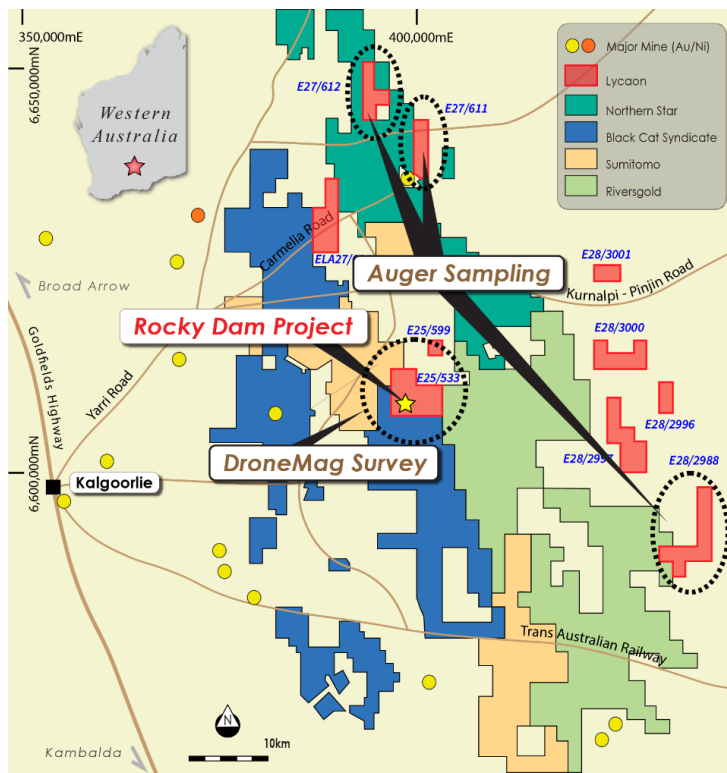 350,000mE
400,000mE
6,650,000mN
6,600,000mN
Western
Australia
Major Mine (Au/Ni)
Lycaon
Northern Star
Black Cat Syndicate
Sumitomo
Riversgold
E27/612
E27/611
ELA27/
Carmelia Road
Auger Sampling
E28/3001
Kurnalpi - Pinjin Road
Broad Arrow
Rocky Dam Project
E25/599
E28/3000
E25/533
Goldfields Highway
Yarri Road
E28/2996
DroneMag Survey
E28/2997
E28/2988
Kalgoorlie
Trans Australian Railway
N
10km
Kambalda